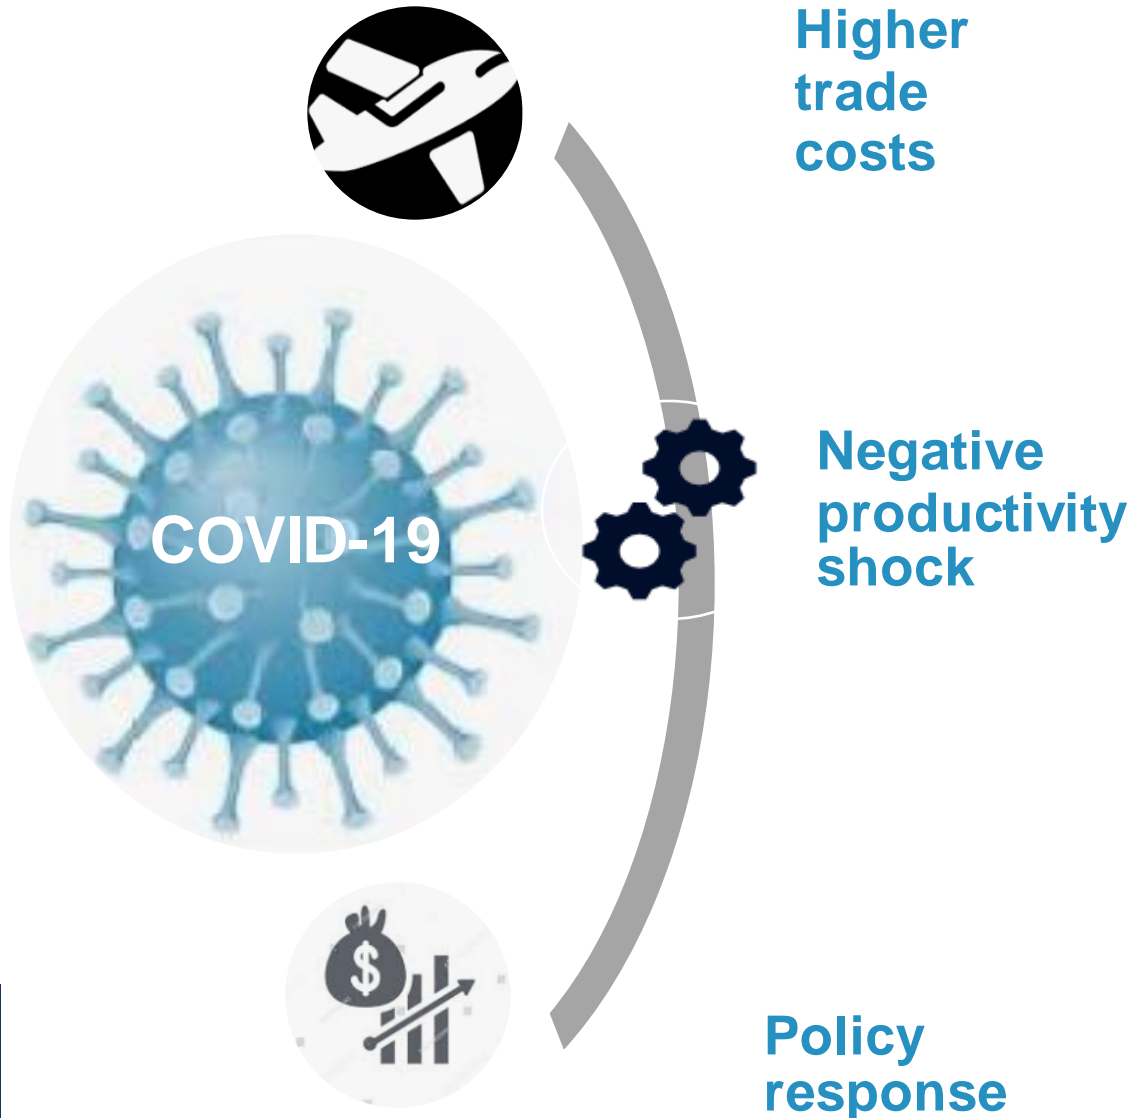 Higher
trade
costs
COVID-19
Negative
productivity
shock
$
Policy
response